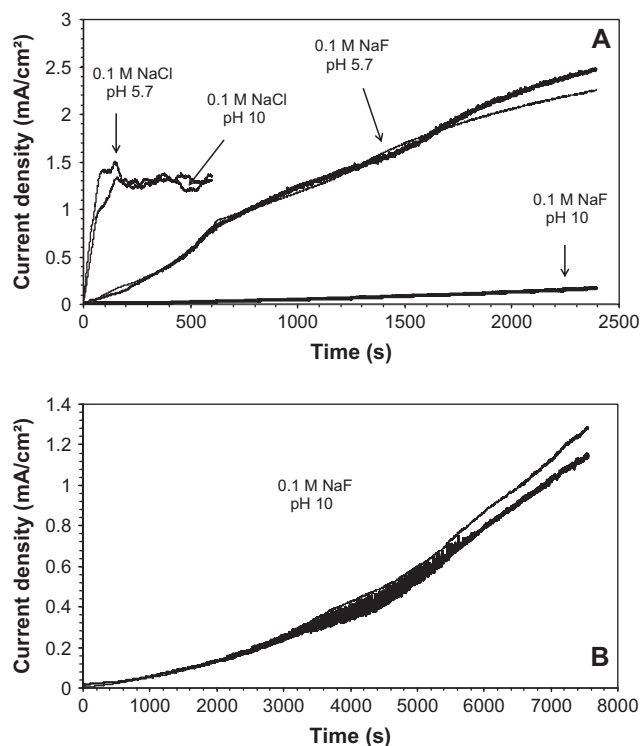 A
3
2.5
2
1.5
1
0.5
0
Current density (mA/cm²)
0.1 M NaCl
pH 5.7
0.1 M NaCl
pH 10
0.1 M NaF
pH 5.7
0.1 M NaF
pH 10
0 500 1000 1500 2000 2500
Time (s)
1.4
1.2
1
0.8
0.6
0.4
0.2
0
Current density (mA/cm²)
0.1 M NaF
pH 10
B
0 1000 2000 3000 4000 5000 6000 7000 8000
Time (s)